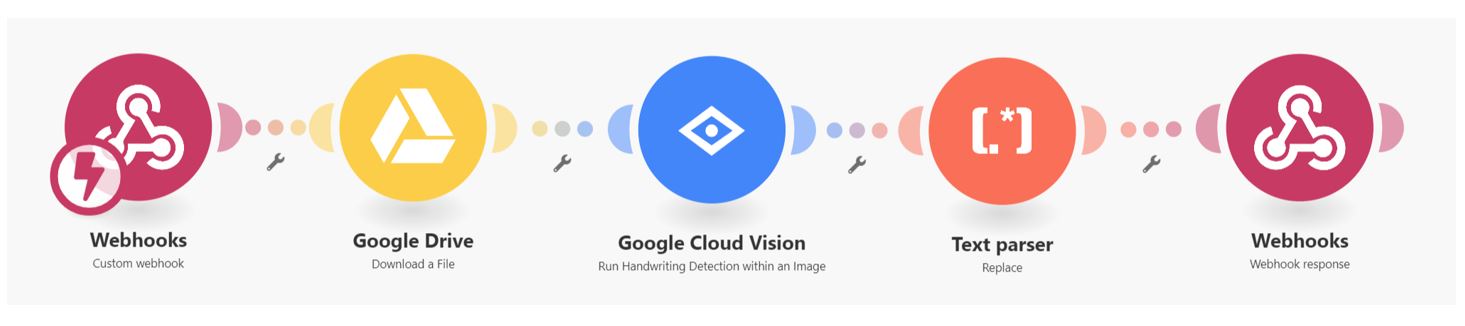 Webhooks
Custom webhook
Google Drive
Download a File
Google Cloud Vision
Run Handwriting Detection within an Image
[.*]
Text parser
Replace
Webhooks
Webhook response